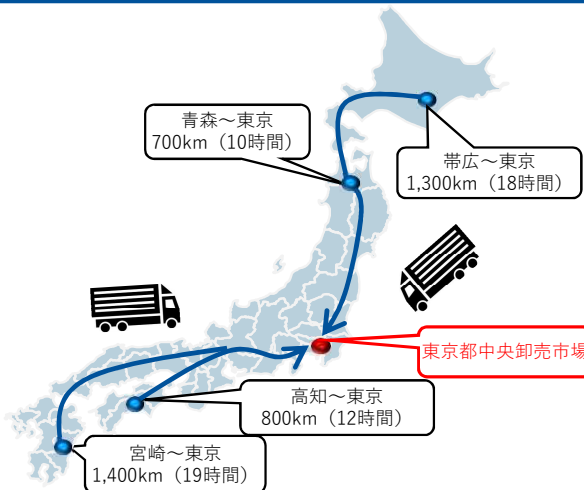 青森～東京
700km（10時間）
帯広～東京
1,300km（18時間）
東京都中央卸売市場
高知～東京
800km（12時間）
宮崎～東京
1,400km（19時間）